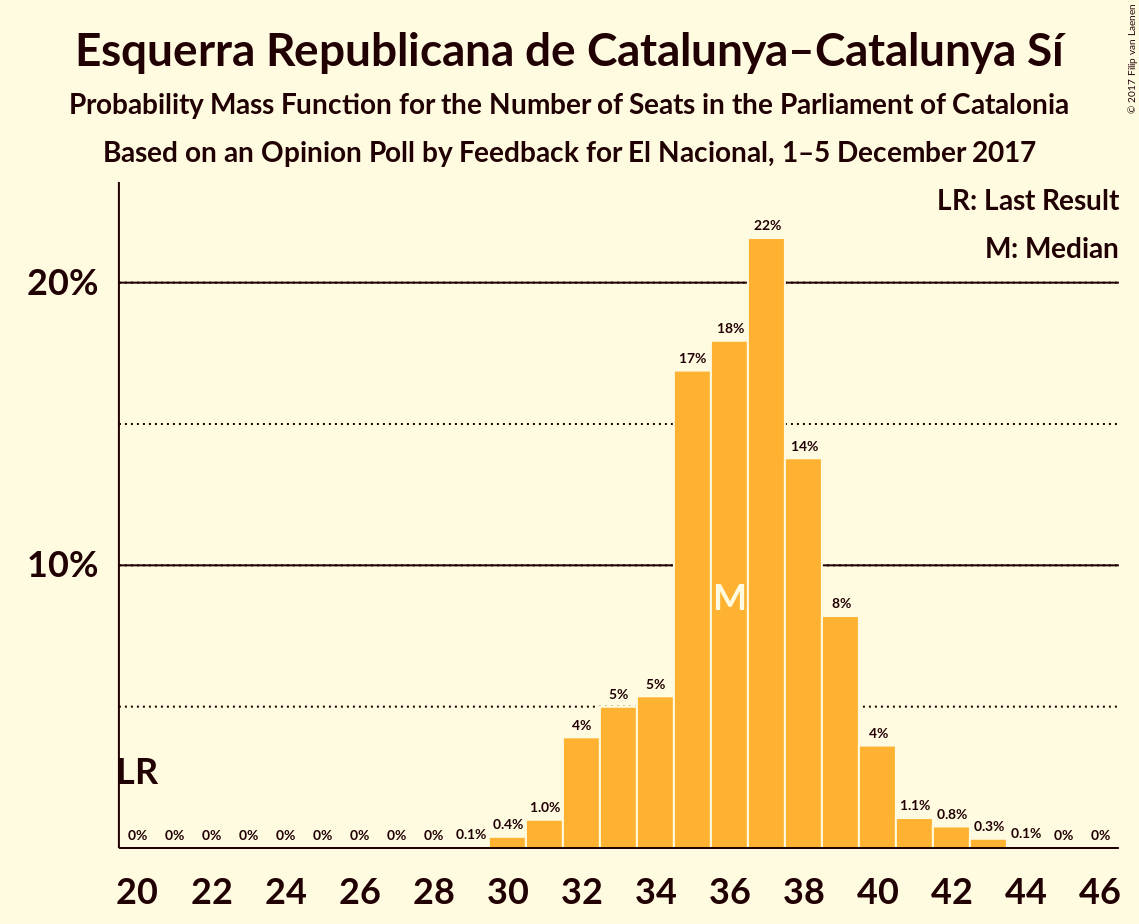 Esquerra Republicana de Catalunya–Catalunya Sí
Probability Mass Function for the Number of Seats in the Parliament of Catalonia
Based on an Opinion Poll by Feedback for El Nacional, 1–5 December 2017
© 2017 Filip van Laenen
LR: Last Result
M: Median
20%
10%
22%
18%
17%
14%
8%
5%
5%
4%
4%
1.0%
1.1%
0.8%
0.4%
0.3%
0.1%
0.1%
0% 0% 0% 0% 0% 0% 0% 0% 0% 0% 0%
M
LR
20 22 24 26 28 30 32 34 36 38 40 42 44 46